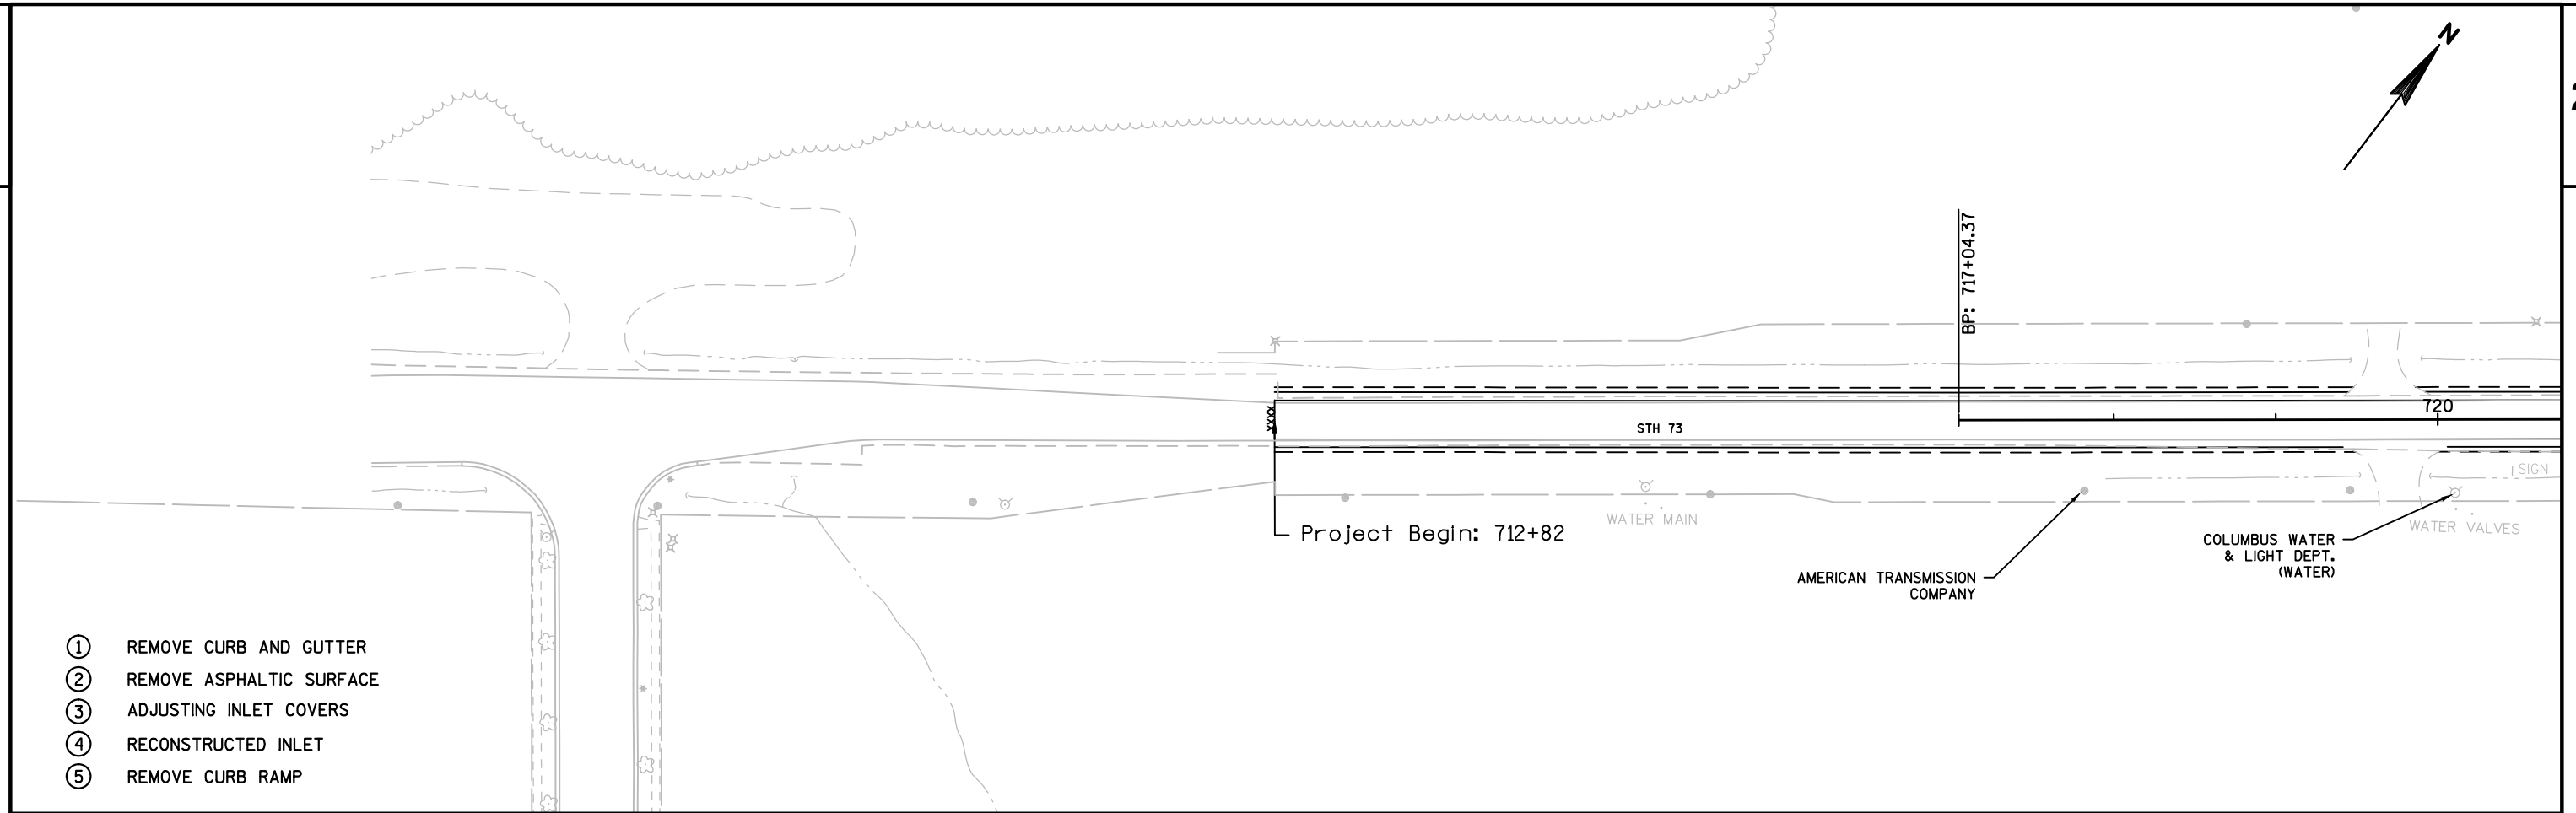 N
BP: 717+04.37
720
STH 73
XXXX
SIGN
WATER MAIN
WATER VALVES
Project Begin: 712+82
COLUMBUS WATER
& LIGHT DEPT.
(WATER)
AMERICAN TRANSMISSION
COMPANY
1 REMOVE CURB AND GUTTER
2 REMOVE ASPHALTIC SURFACE
3 ADJUSTING INLET COVERS
4 RECONSTRUCTED INLET
5 REMOVE CURB RAMP